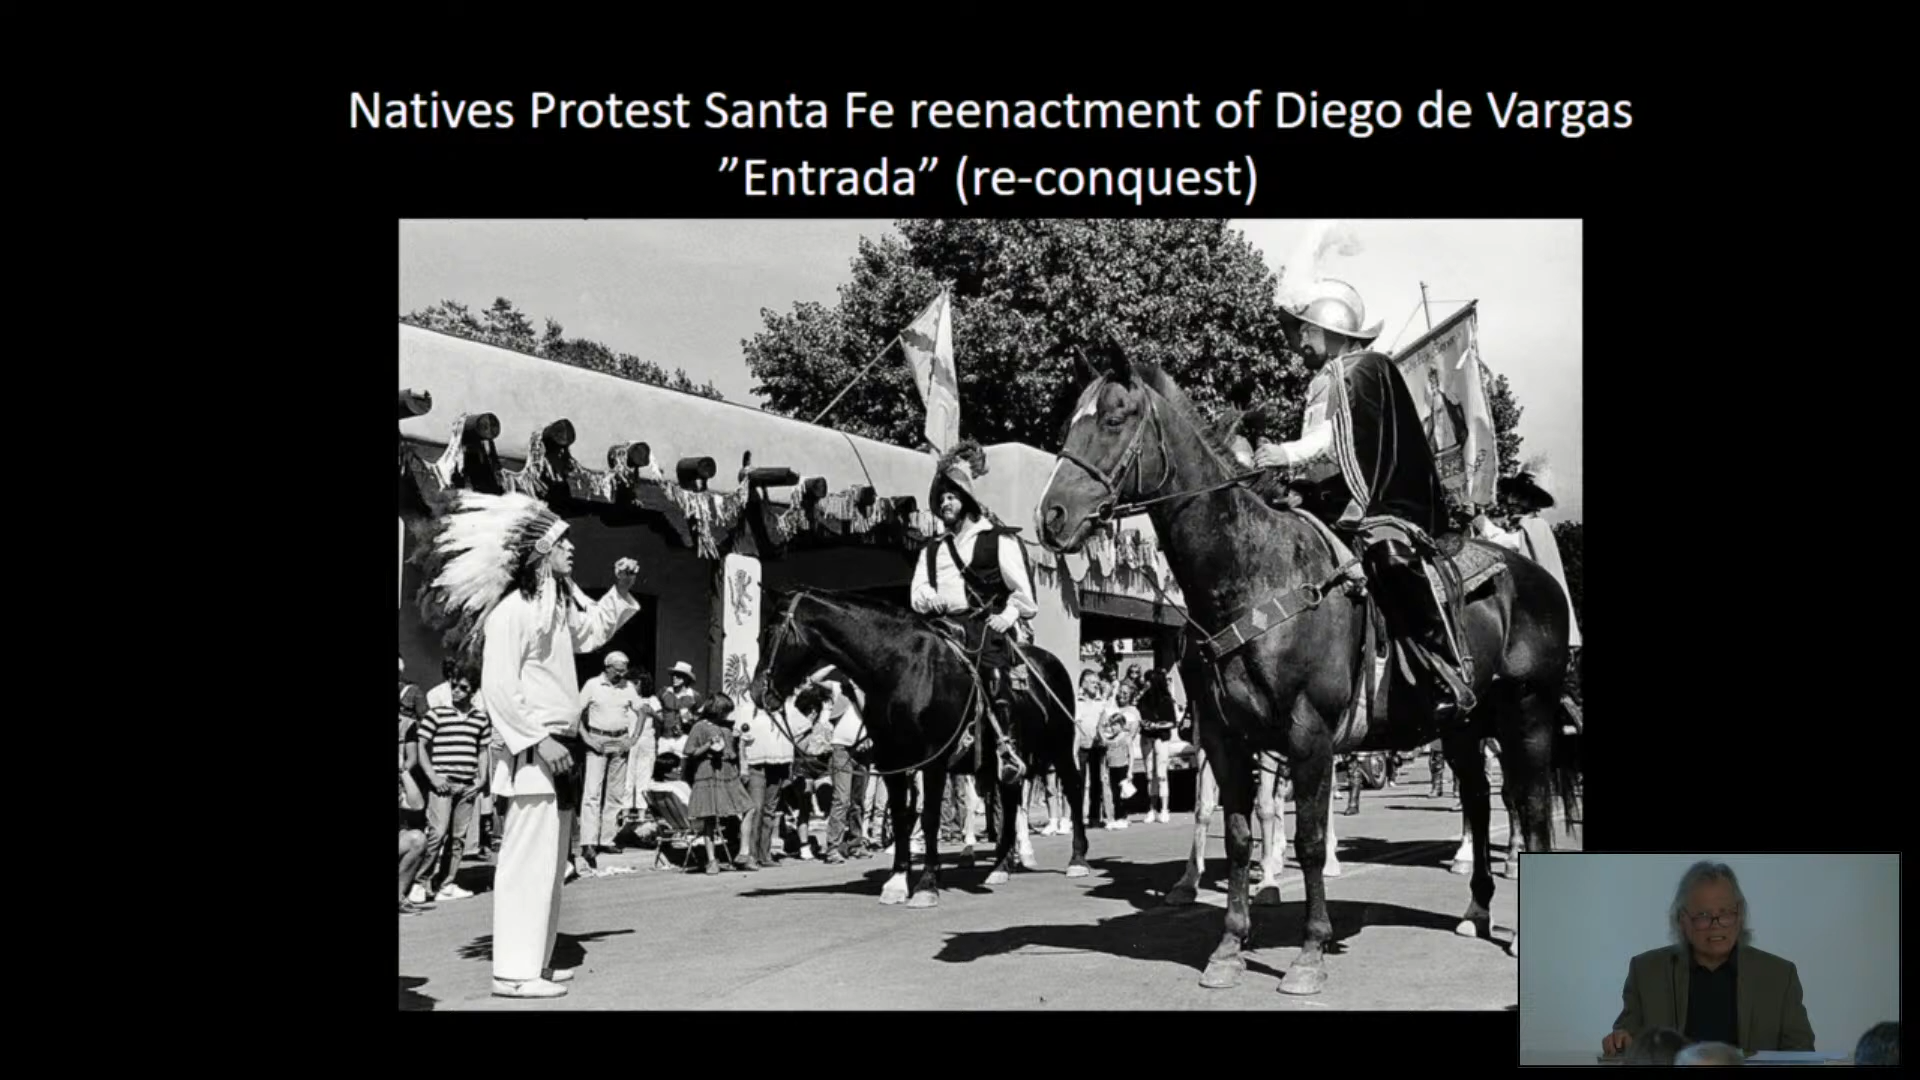 Natives Protest Santa Fe reenactment of Diego de Vargas
”Entrada” (re-conquest)